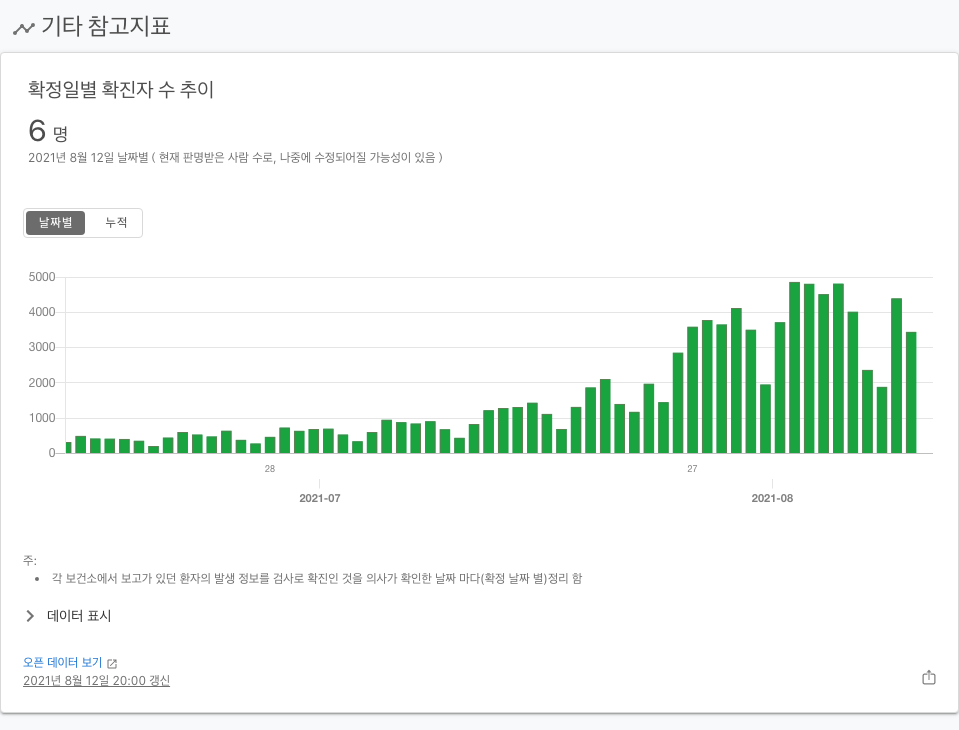 기타 참고지표
확정일별 확진자 수 추이
6 명
2021년 8월 12일 날짜별 ( 현재 판명받은 사람 수로, 나중에 수정되어질 가능성이 있음 )
날짜별 누적
5000
4000
3000
2000
1000
0
28 27
2021-07 2021-08
주:
• 각 보건소에서 보고가 있던 환자의 발생 정보를 검사로 확진인 것을 의사가 확인한 날짜 마다(확정 날짜 별)정리 함
데이터 표시
오픈 데이터 보기
2021년 8월 12일 20:00 갱신